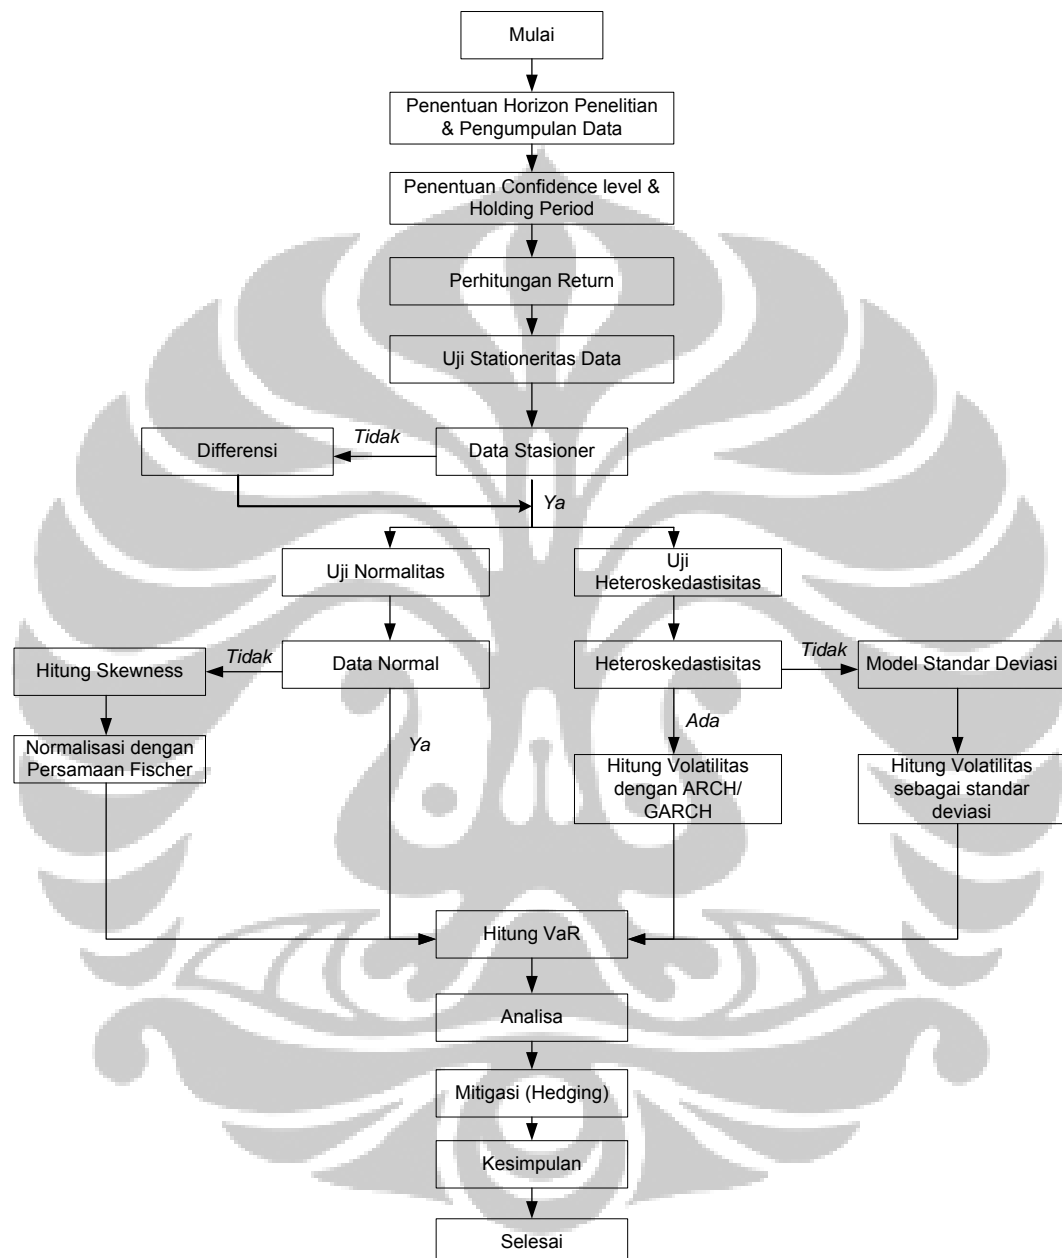 Mulai
Penentuan Horizon Penelitian
& Pengumpulan Data
Penentuan Confidence level &
Holding Period
Perhitungan Return
Uji Stationeritas Data
Differensi
Tidak
Data Stasioner
Ya
Uji Normalitas
Uji
Heteroskedastisitas
Hitung Skewness
Tidak
Data Normal
Heteroskedastisitas
Tidak
Model Standar Deviasi
Normalisasi dengan
Persamaan Fischer
Ya
Ada
Hitung Volatilitas
dengan ARCH/
GARCH
Hitung Volatilitas
sebagai standar
deviasi
Hitung VaR
Analisa
Mitigasi (Hedging)
Kesimpulan
Selesai